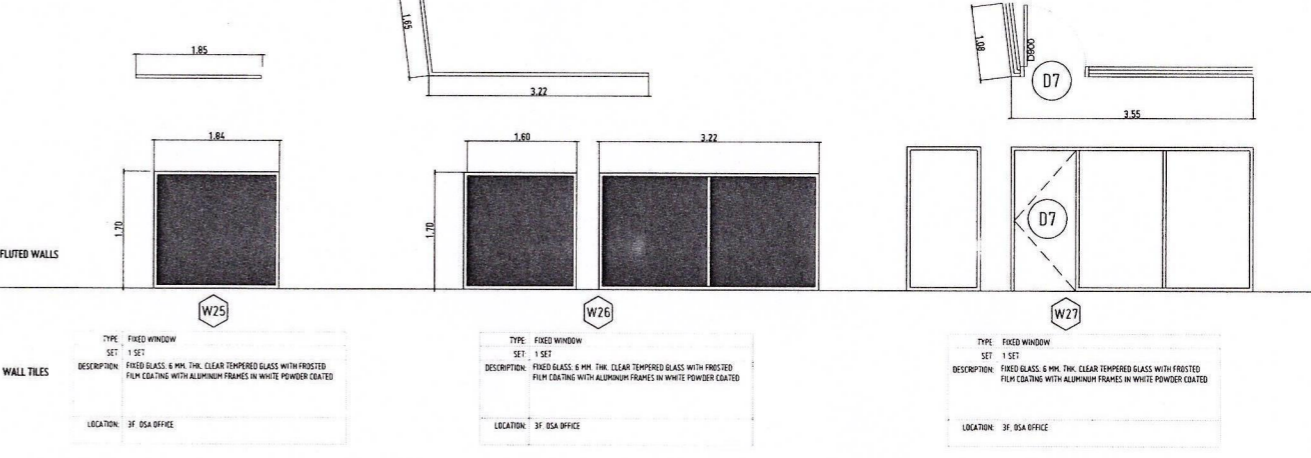 1.85
1.65
3.22
1.08
D900
D7
3.55
1.84
1.70
1.60
3.22
1.70
D7
FLUTED WALLS
W25
W26
W27
TYPE: FIXED WINDOW
SET: 1 SET
DESCRIPTION: FIXED GLASS. 6 MM. THK. CLEAR TEMPERED GLASS WITH FROSTED
FILM COATING WITH ALUMINUM FRAMES IN WHITE POWDER COATED
LOCATION: 3F. OSA OFFICE
TYPE: FIXED WINDOW
SET: 1 SET
DESCRIPTION: FIXED GLASS. 6 MM. THK. CLEAR TEMPERED GLASS WITH FROSTED
FILM COATING WITH ALUMINUM FRAMES IN WHITE POWDER COATED
LOCATION: 3F. OSA OFFICE
TYPE: FIXED WINDOW
SET: 1 SET
DESCRIPTION: FIXED GLASS. 6 MM. THK. CLEAR TEMPERED GLASS WITH FROSTED
FILM COATING WITH ALUMINUM FRAMES IN WHITE POWDER COATED
LOCATION: 3F, OSA OFFICE
WALL TILES